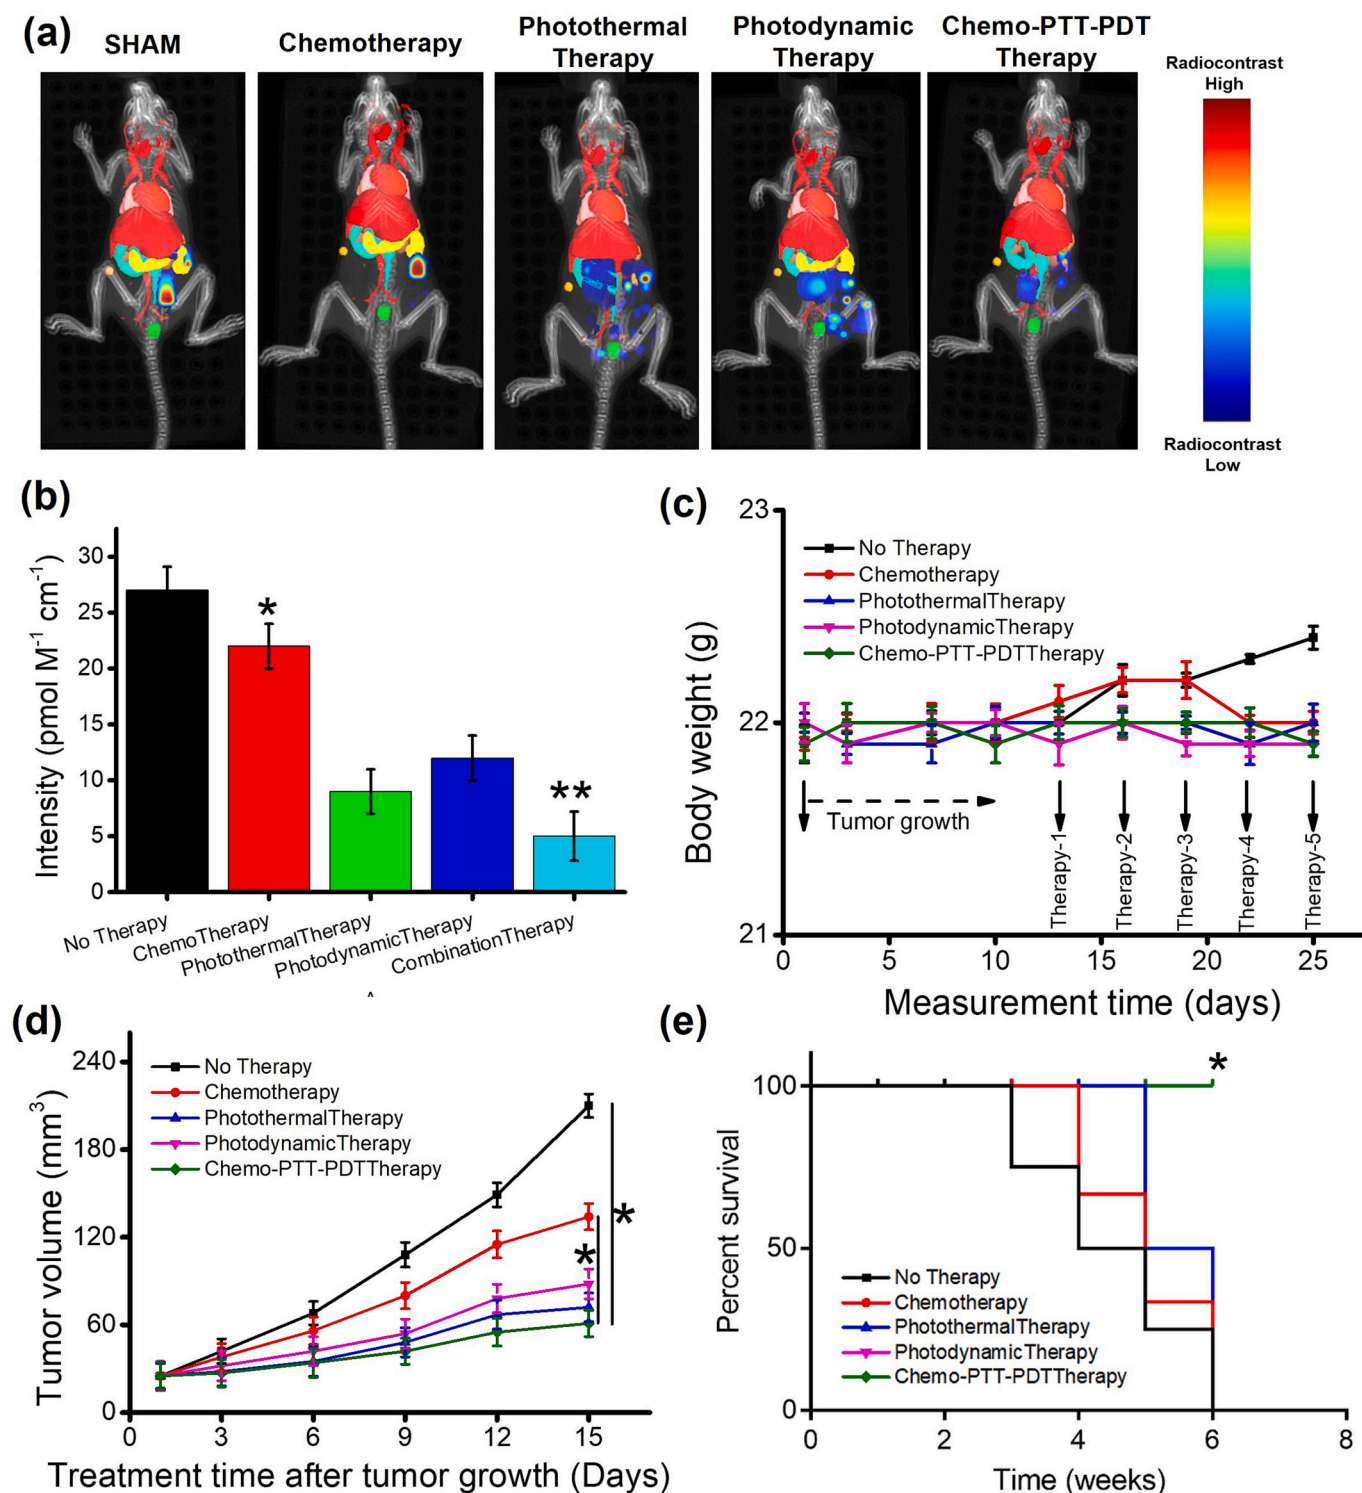 (a)
SHAM
Chemotherapy
Photothermal
Therapy
Photodynamic
Therapy
Chemo-PTT-PDT
Therapy
Radiocontrast
High
Radiocontrast
Low
(b)
Intensity (pmol M⁻¹ cm⁻¹)
30
25
20
15
10
5
0
*
**
No Therapy
ChemoTherapy
PhotothermalTherapy
PhotodynamicTherapy
CombinationTherapy
(c)
Body weight (g)
23
22
21
No Therapy
Chemotherapy
PhotothermalTherapy
PhotodynamicTherapy
Chemo-PTT-PDTTherapy
Tumor growth
Therapy-1
Therapy-2
Therapy-3
Therapy-4
Therapy-5
0 5 10 15 20 25
Measurement time (days)
(d)
Tumor volume (mm³)
240
180
120
60
0
No Therapy
Chemotherapy
PhotothermalTherapy
PhotodynamicTherapy
Chemo-PTT-PDTTherapy
*
*
0 3 6 9 12 15
Treatment time after tumor growth (Days)
(e)
Percent survival
100
50
0
*
No Therapy
Chemotherapy
PhotothermalTherapy
PhotodynamicTherapy
Chemo-PTT-PDTTherapy
0 2 4 6 8
Time (weeks)